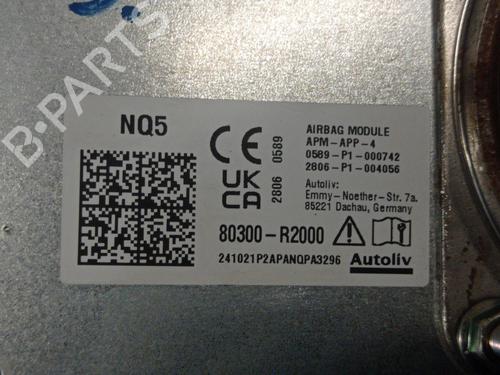 B-PARTS
NQ5
CE 0589
UK CA 2806
AIRBAG MODULE
APM-APP-4
0589-P1-000742
2806-P1-004056
Autoliv:
Emmy-Noether-Str. 7a,
85221 Dachau, Germany
80300-R2000
241021P2APANQPA3296
Autoliv